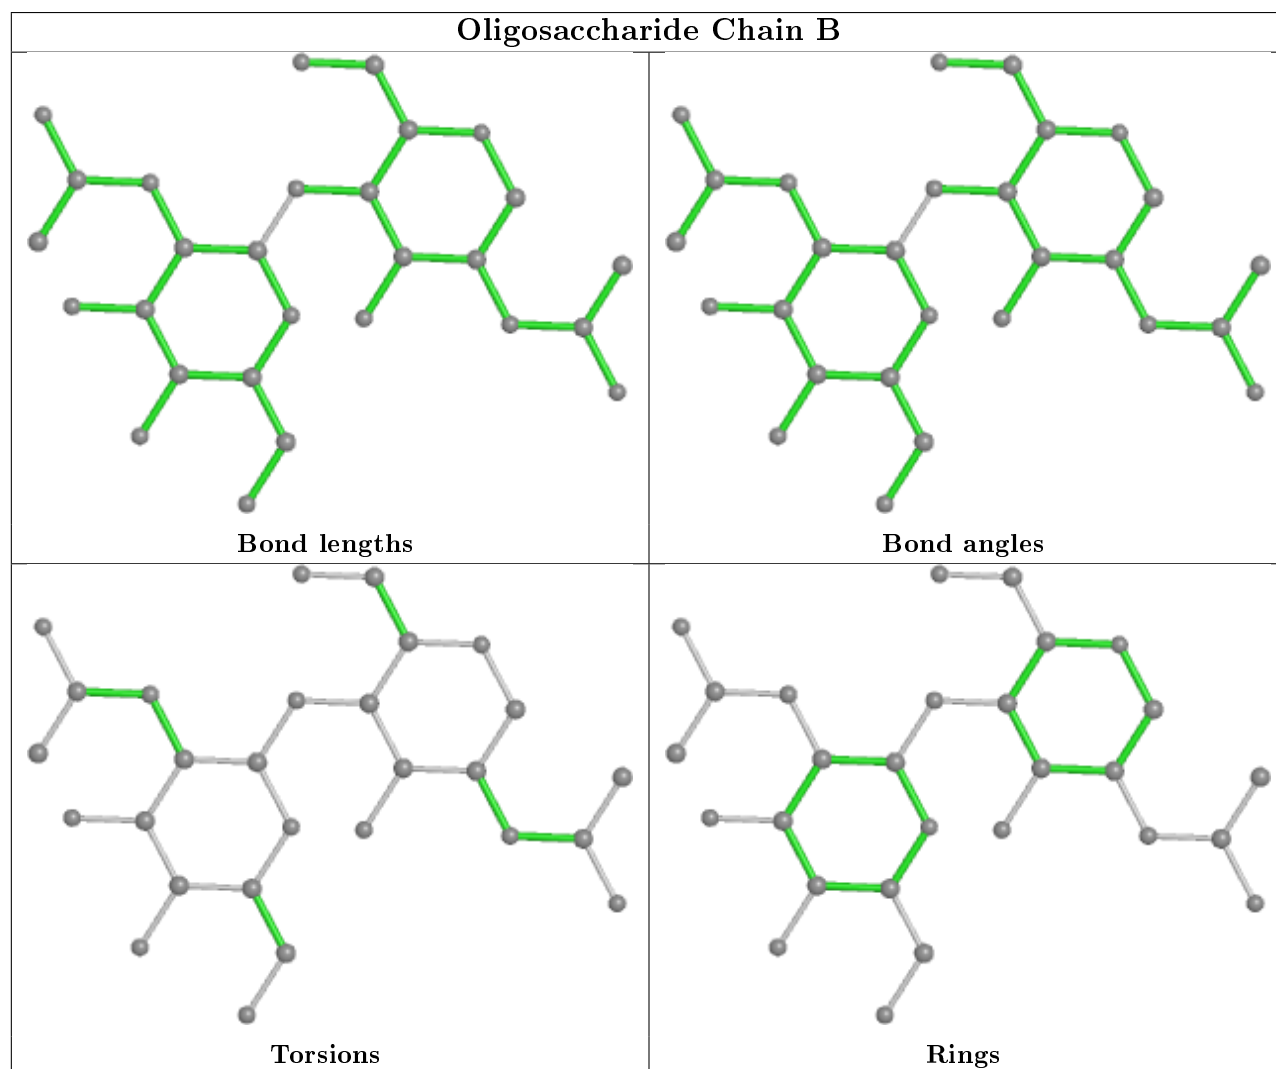 Oligosaccharide Chain B
Bond lengths
Bond angles
Torsions
Rings